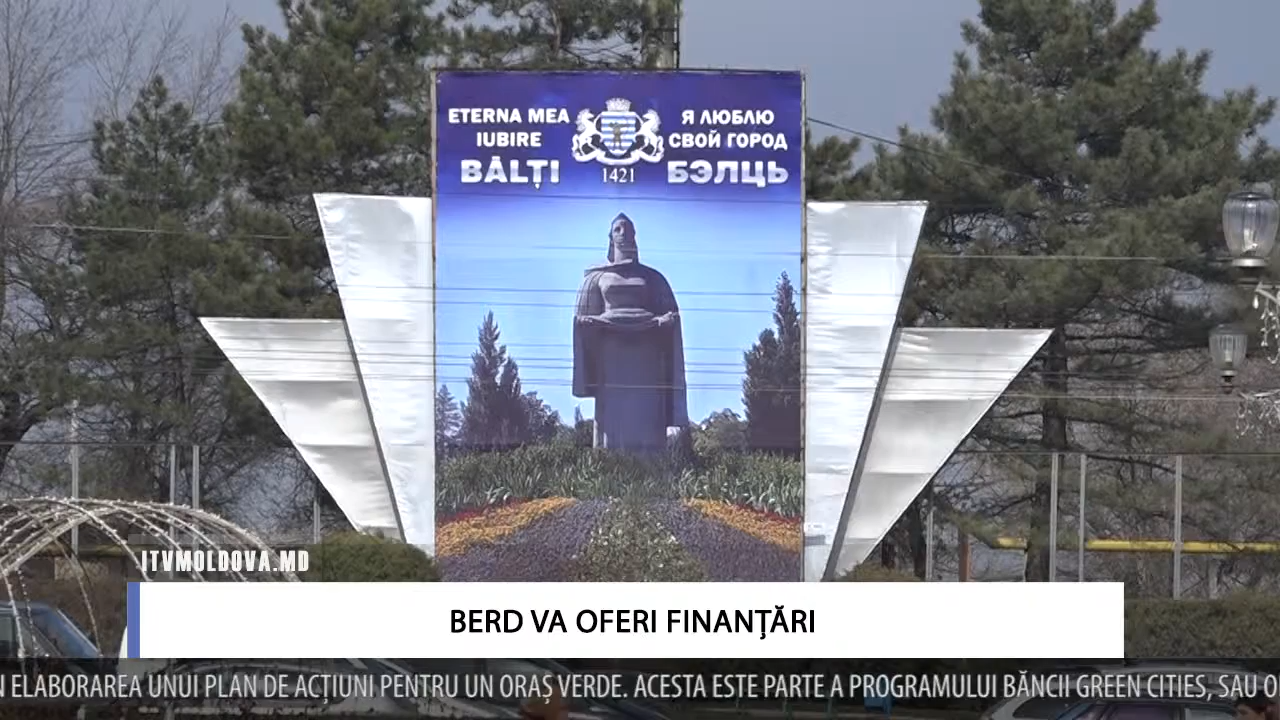 ETERNA MEA
IUBIRE
BĂLȚI
1421
Я ЛЮБЛЮ
СВОЙ ГОРОД
БЭЛЦЬ
ITVMOLDOVA.MD
BERD VA OFERI FINANȚĂRI
ELABORAREA UNUI PLAN DE ACȚIUNI PENTRU UN ORAȘ VERDE. ACESTA ESTE PARTE A PROGRAMULUI BĂNCII GREEN CITIES, SAU